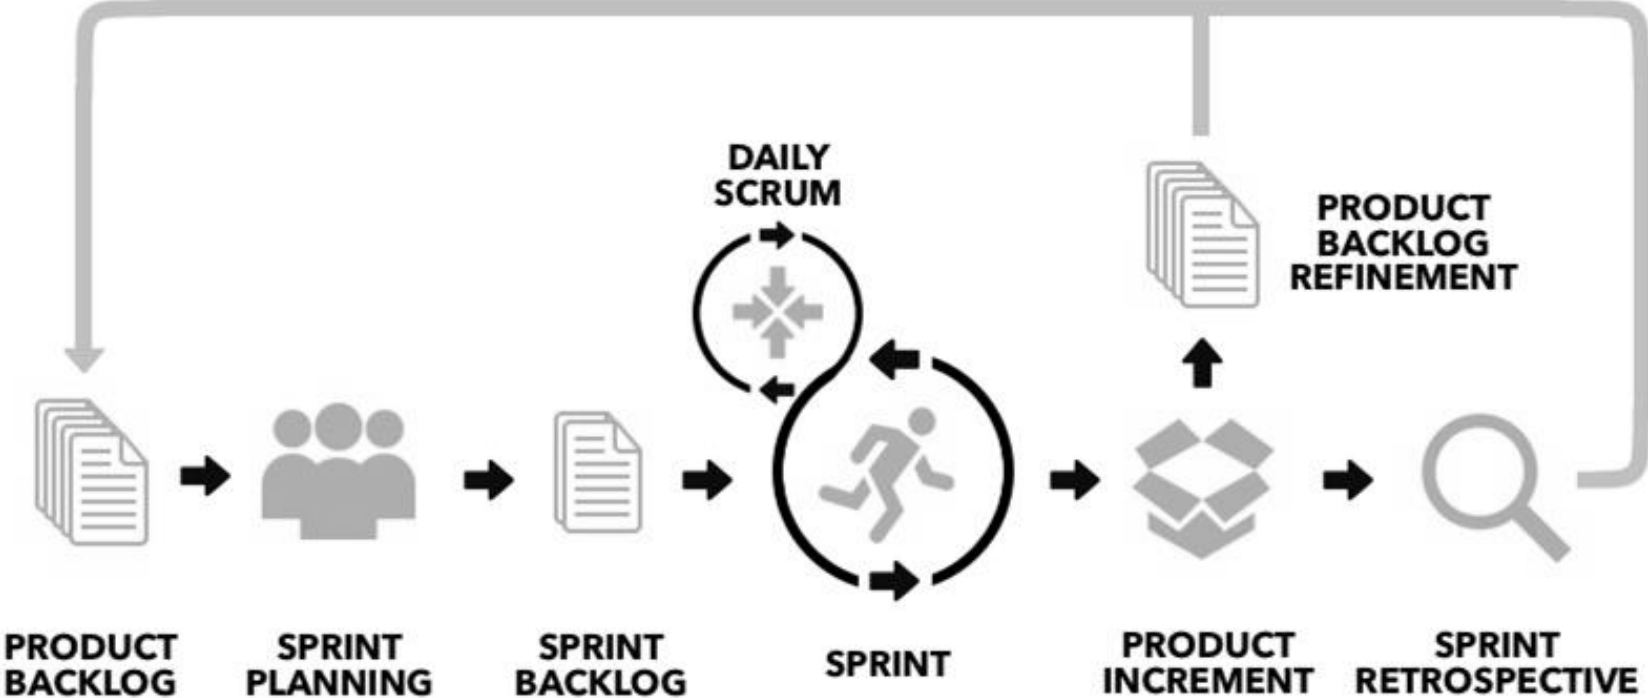 DAILY
SCRUM
PRODUCT
BACKLOG
REFINEMENT
PRODUCT
BACKLOG
SPRINT
PLANNING
SPRINT
BACKLOG
SPRINT
PRODUCT
INCREMENT
SPRINT
RETROSPECTIVE